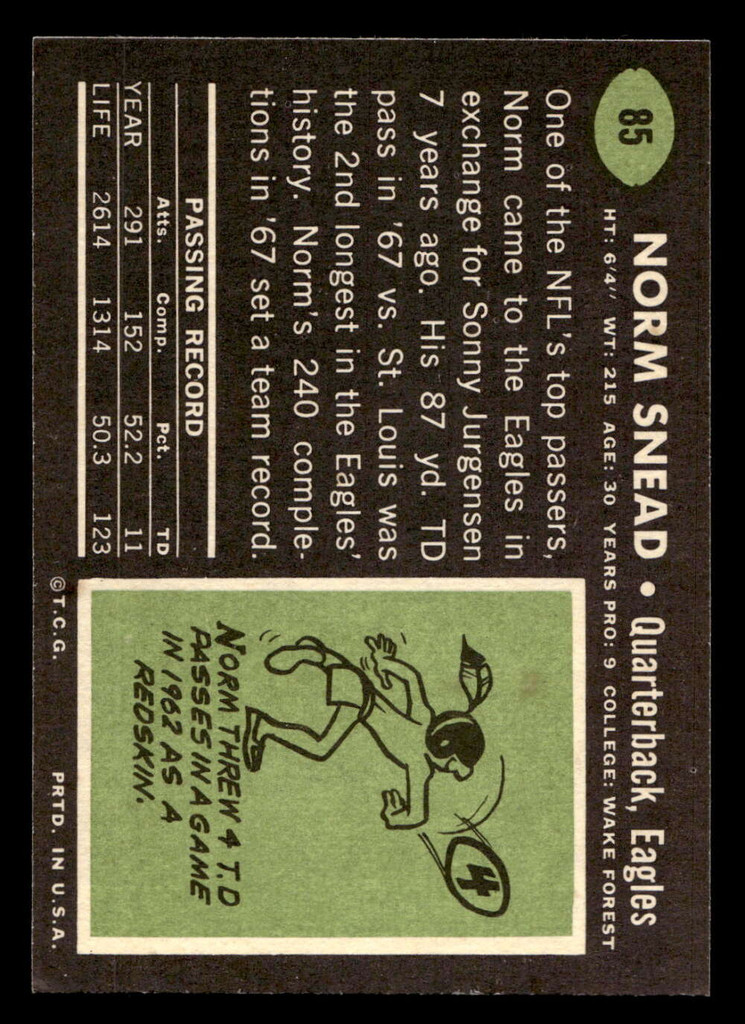 85
NORM SNEAD • Quarterback, Eagles
HT: 6'4" WT: 215 AGE: 30 YEARS PRO: 9 COLLEGE: WAKE FOREST
One of the NFL's top passers,
Norm came to the Eagles in
exchange for Sonny Jurgensen
7 years ago. His 87 yd. TD
pass in '67 vs. St. Louis was
the 2nd longest in the Eagles'
history. Norm's 240 comple-
tions in '67 set a team record.
PASSING RECORD
Atts. Comp. Pct. TD
YEAR 291 152 52.2 11
LIFE 2614 1314 50.3 123
4
NORM THREW 4 T.D
PASSES IN A GAME
IN 1962 AS A
REDSKIN.
©T.C.G. PRTD. IN U.S.A.